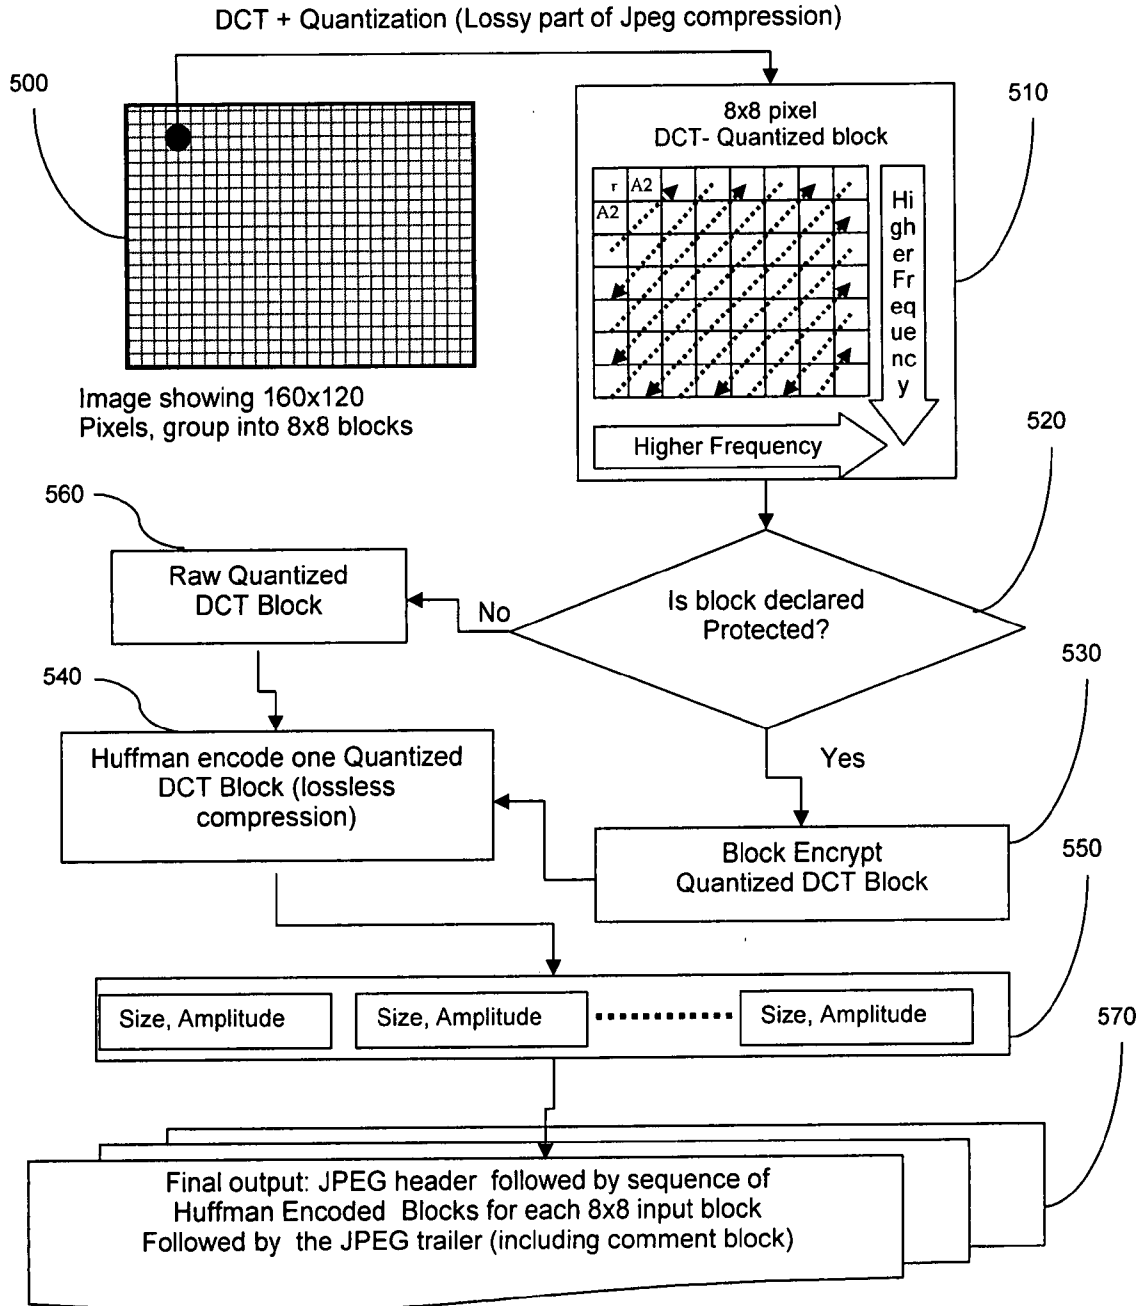 DCT + Quantization (Lossy part of Jpeg compression)
500
510
8x8 pixel
DCT- Quantized block
r A2
A2
Hi
gh
er
Fr
eq
ue
nc
y
Higher Frequency
Image showing 160x120
Pixels, group into 8x8 blocks
520
560
Raw Quantized
DCT Block
No
Is block declared
Protected?
530
540
Yes
Huffman encode one Quantized
DCT Block (lossless
compression)
Block Encrypt
Quantized DCT Block
550
Size, Amplitude
Size, Amplitude
Size, Amplitude
570
Final output: JPEG header followed by sequence of
Huffman Encoded Blocks for each 8x8 input block
Followed by the JPEG trailer (including comment block)